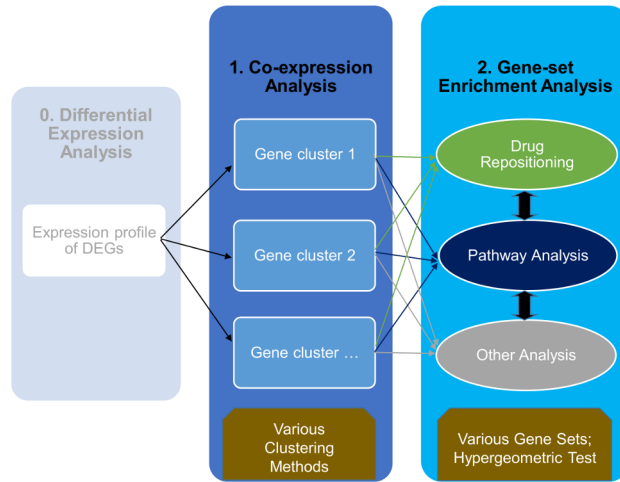 0. Differential
Expression
Analysis
Expression profile
of DEGs
1. Co-expression
Analysis
Gene cluster 1
Gene cluster 2
Gene cluster ...
Various
Clustering
Methods
2. Gene-set
Enrichment Analysis
Drug
Repositioning
Pathway Analysis
Other Analysis
Various Gene Sets;
Hypergeometric Test